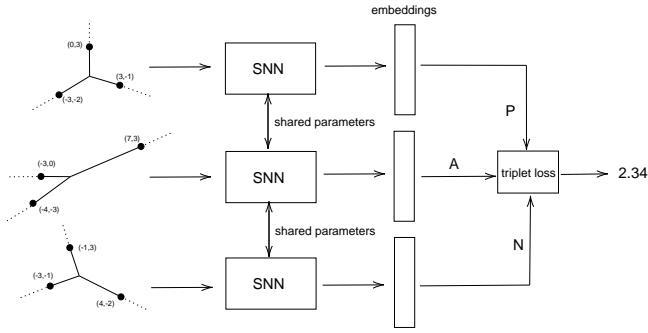 embeddings
(0,3)
(3,-1)
(-3,-2)
SNN
P
shared parameters
(7,3)
(-3,0)
(-4,-3)
SNN
A
triplet loss
2.34
shared parameters
(-1,3)
(-3,-1)
(4,-2)
SNN
N